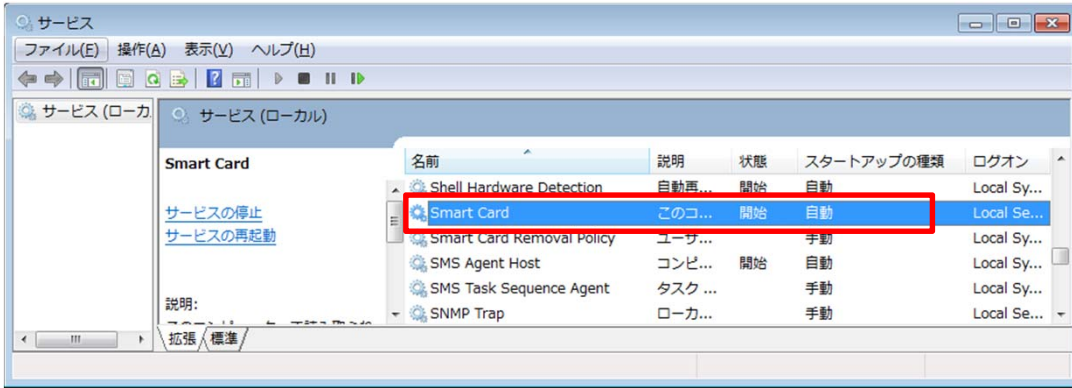 サービス
ファイル(F) 操作(A) 表示(V) ヘルプ(H)
サービス (ローカ
サービス (ローカル)
Smart Card
サービスの停止
サービスの再起動
説明:
名前 説明 状態 スタートアップの種類 ログオン
Shell Hardware Detection 自動再... 開始 自動 Local Sy...
Smart Card このコ... 開始 自動 Local Se...
Smart Card Removal Policy ユーザ... 手動 Local Sy...
SMS Agent Host コンピ... 開始 自動 Local Sy...
SMS Task Sequence Agent タスク ... 手動 Local Sy...
SNMP Trap ローカ... 手動 Local Se...
拡張 標準